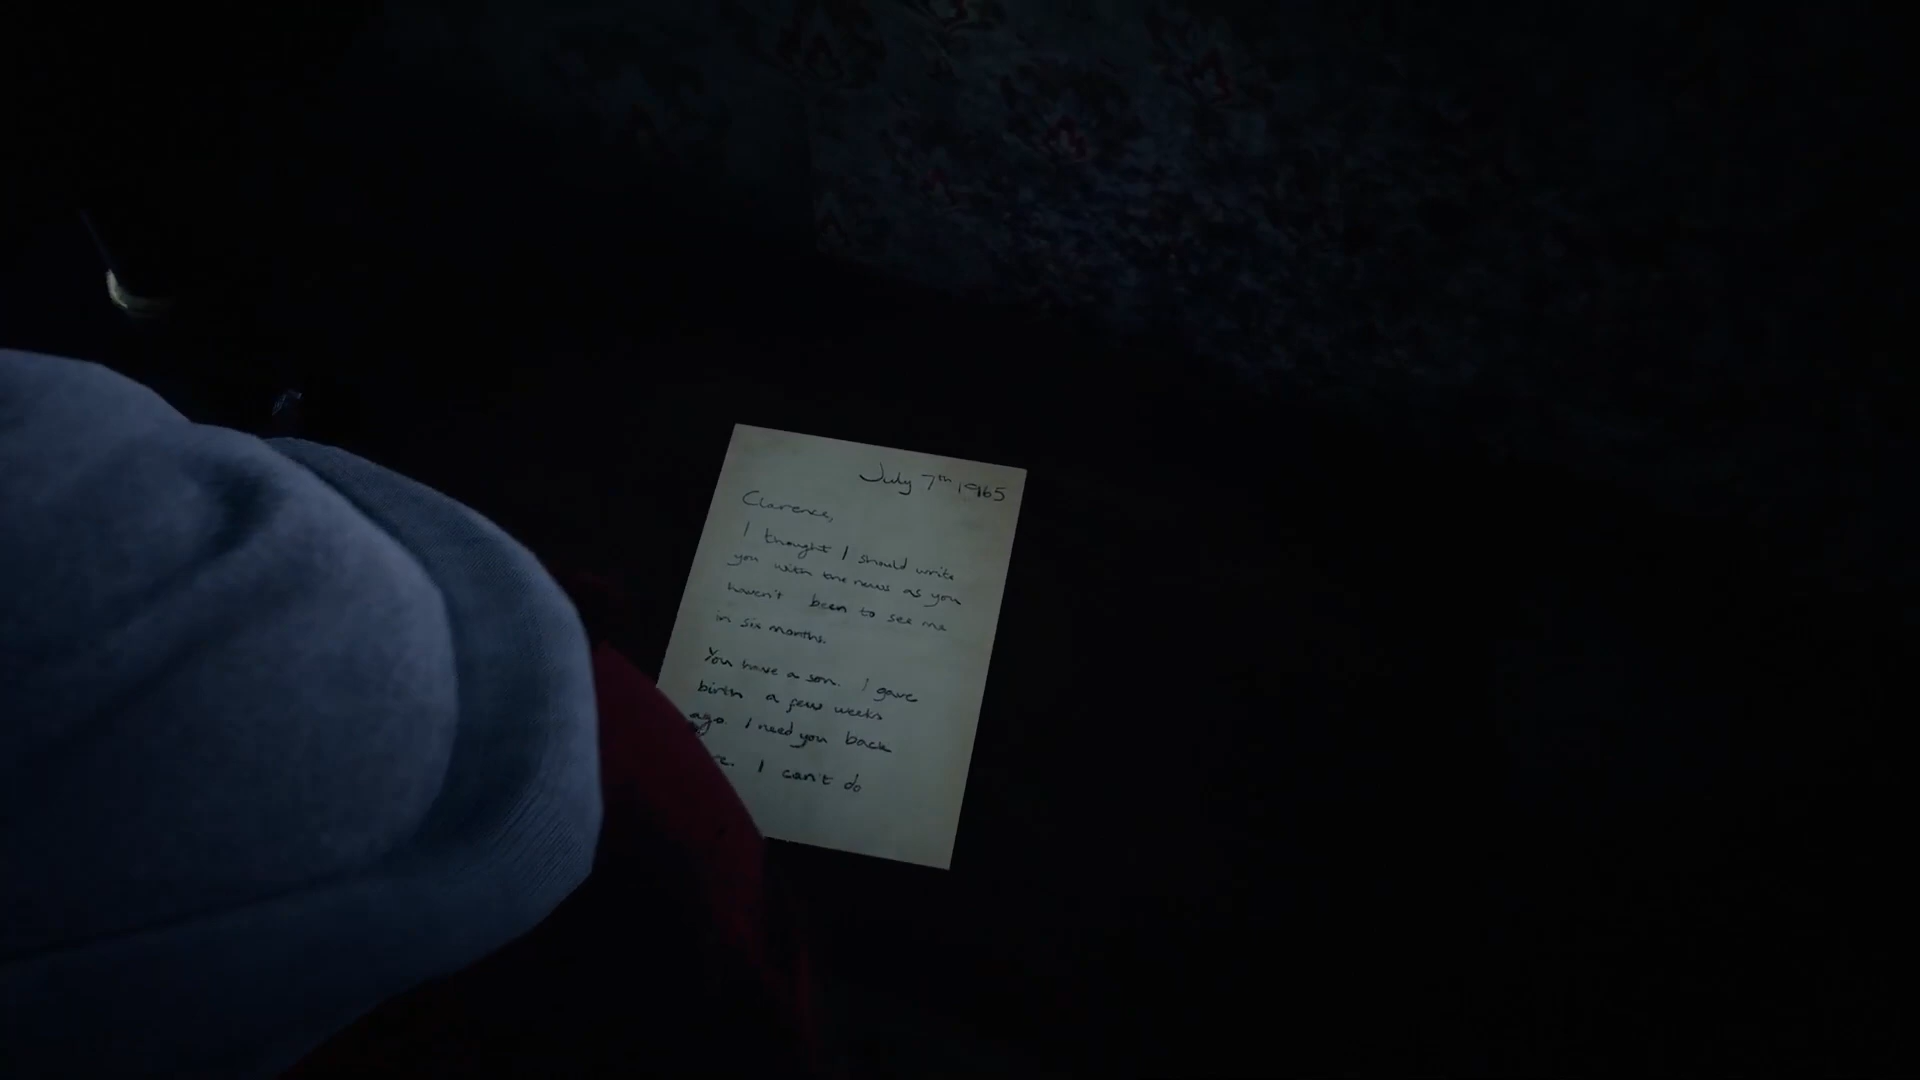 July 7th 1965
Clarence,
I thought I should write
you with the news as you
haven't been to see me
in six months.
You have a son. I gave
birth a few weeks
ago. I need you back
I can't do